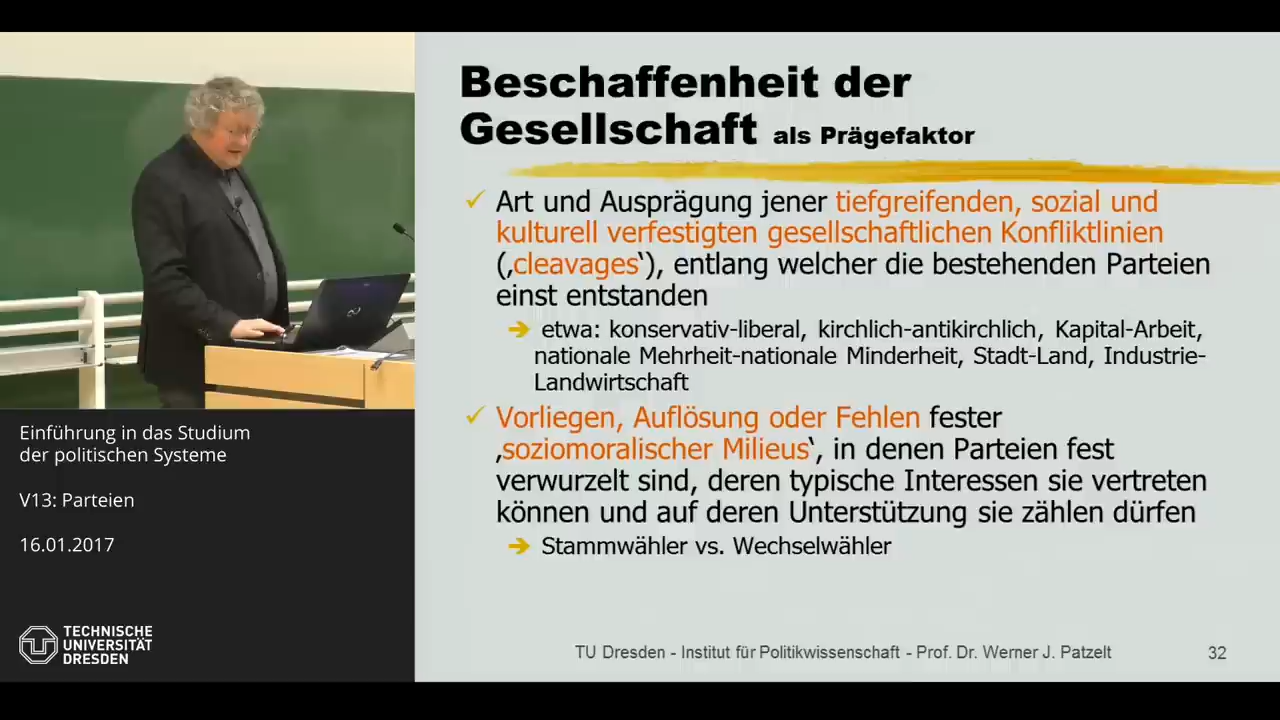 Beschaffenheit der
Gesellschaft als Prägefaktor
Art und Ausprägung jener tiefgreifenden, sozial und
kulturell verfestigten gesellschaftlichen Konfliktlinien
(‚cleavages‘), entlang welcher die bestehenden Parteien
einst entstanden
etwa: konservativ-liberal, kirchlich-antikirchlich, Kapital-Arbeit,
nationale Mehrheit-nationale Minderheit, Stadt-Land, Industrie-
Landwirtschaft
Vorliegen, Auflösung oder Fehlen fester
‚soziomoralischer Milieus‘, in denen Parteien fest
verwurzelt sind, deren typische Interessen sie vertreten
können und auf deren Unterstützung sie zählen dürfen
Stammwähler vs. Wechselwähler
TU Dresden - Institut für Politikwissenschaft - Prof. Dr. Werner J. Patzelt
32
Einführung in das Studium
der politischen Systeme
V13: Parteien
16.01.2017
TECHNISCHE
UNIVERSITÄT
DRESDEN